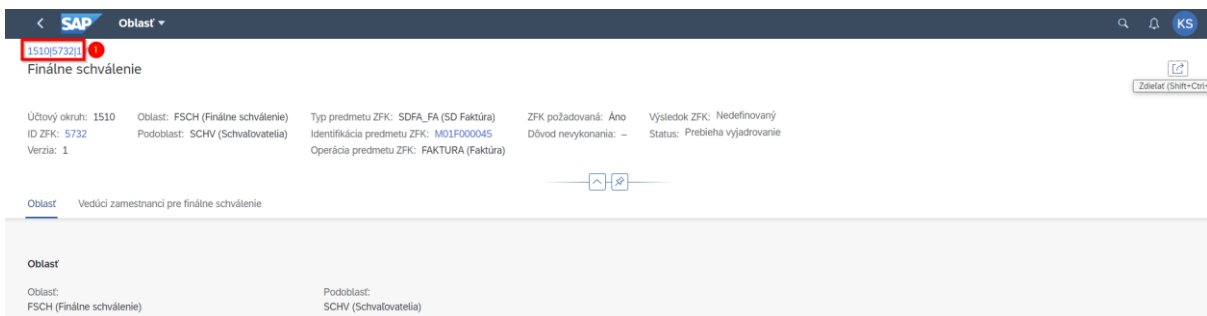 SAP Oblasť
KS
1510|5732|1
1
Finálne schválenie
Zdieľať (Shift+Ctrl+
Účtový okruh: 1510 Oblast: FSCH (Finálne schválenie) Typ predmetu ZFK: SDFA_FA (SD Faktúra) ZFK požadovaná: Áno Výsledok ZFK: Nedefinovaný
ID ZFK: 5732 Podoblast: SCHV (Schvaľovatelia) Identifikácia predmetu ZFK: M01F000045 Dôvod nevykonania: – Status: Prebieha vyjadrovanie
Verzia: 1 Operácia predmetu ZFK: FAKTURA (Faktúra)
Oblasť Vedúci zamestnanci pre finálne schválenie
Oblasť
Oblasť: Podoblasť:
FSCH (Finálne schválenie) SCHV (Schvaľovatelia)